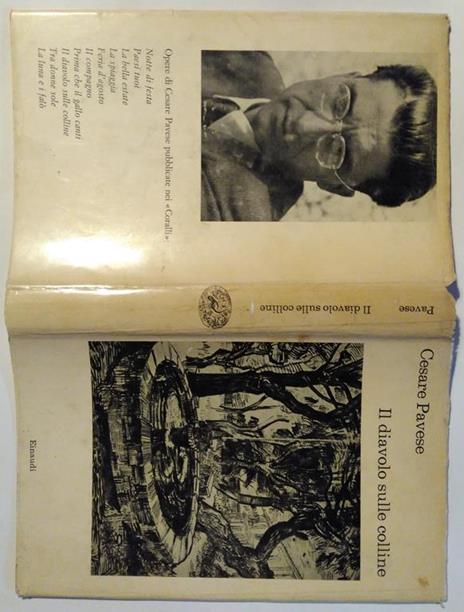 Opere di Cesare Pavese pubblicate nei «Coralli»
Notte di festa
Paesi tuoi
La bella estate
La spiaggia
Feria d'agosto
Il compagno
Prima che il gallo canti
Il diavolo sulle colline
Tra donne sole
La luna e i falò
Pavese
Il diavolo sulle colline
Cesare Pavese
Il diavolo sulle colline
Einaudi